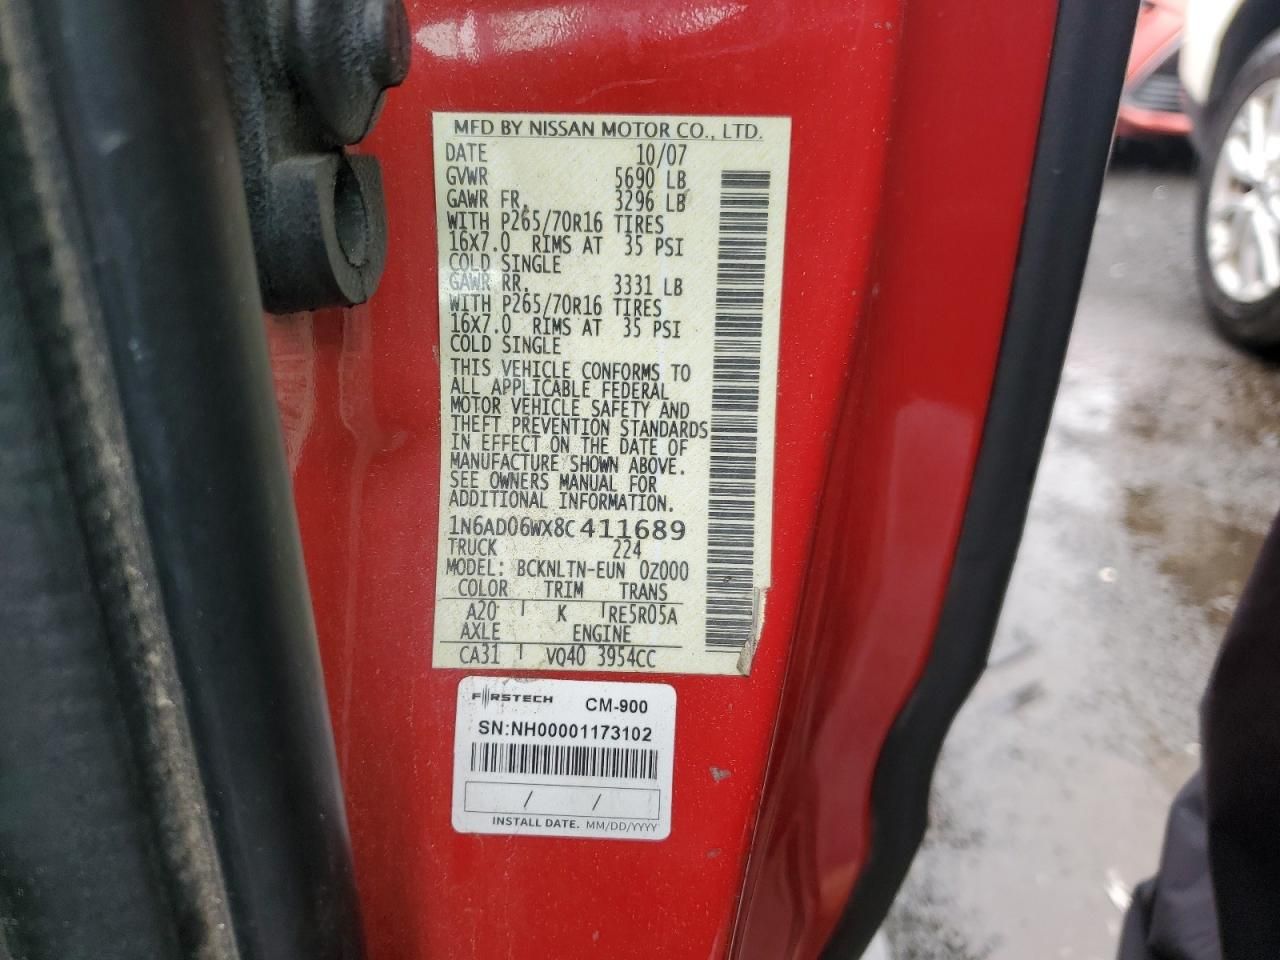 MFD BY NISSAN MOTOR CO., LTD.
DATE 10/07
GVWR 5690 LB
GAWR FR. 3296 LB
WITH P265/70R16 TIRES
16X7.0 RIMS AT 35 PSI
COLD SINGLE
GAWR RR. 3331 LB
WITH P265/70R16 TIRES
16X7.0 RIMS AT 35 PSI
COLD SINGLE
THIS VEHICLE CONFORMS TO
ALL APPLICABLE FEDERAL
MOTOR VEHICLE SAFETY AND
THEFT PREVENTION STANDARDS
IN EFFECT ON THE DATE OF
MANUFACTURE SHOWN ABOVE.
SEE OWNERS MANUAL FOR
ADDITIONAL INFORMATION.
1N6AD06WX8C411689
TRUCK 224
MODEL: BCKNLTN-EUN 0Z000
COLOR TRIM TRANS
A20 K RE5R05A
AXLE ENGINE
CA31 VQ40 3954CC
FIRSTECH CM-900
SN:NH00001173102
/ /
INSTALL DATE. MM/DD/YYYY